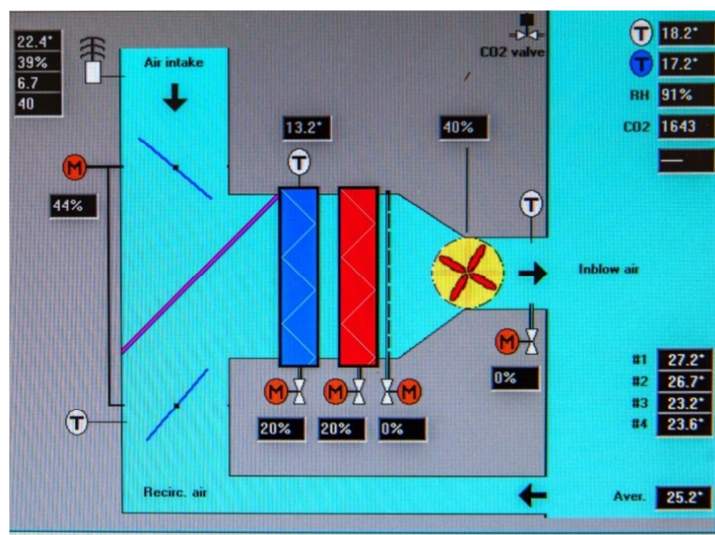 22.4°
39%
6.7
40
Air intake
CO2 valve
T 18.2°
T 17.2°
RH 91%
CO2 1643
—
13.2°
40%
T
M
44%
T
Inblow air
M
0%
#1 27.2°
#2 26.7°
#3 23.2°
#4 23.6°
M M M
20% 20% 0%
T
Recirc. air
Aver. 25.2°